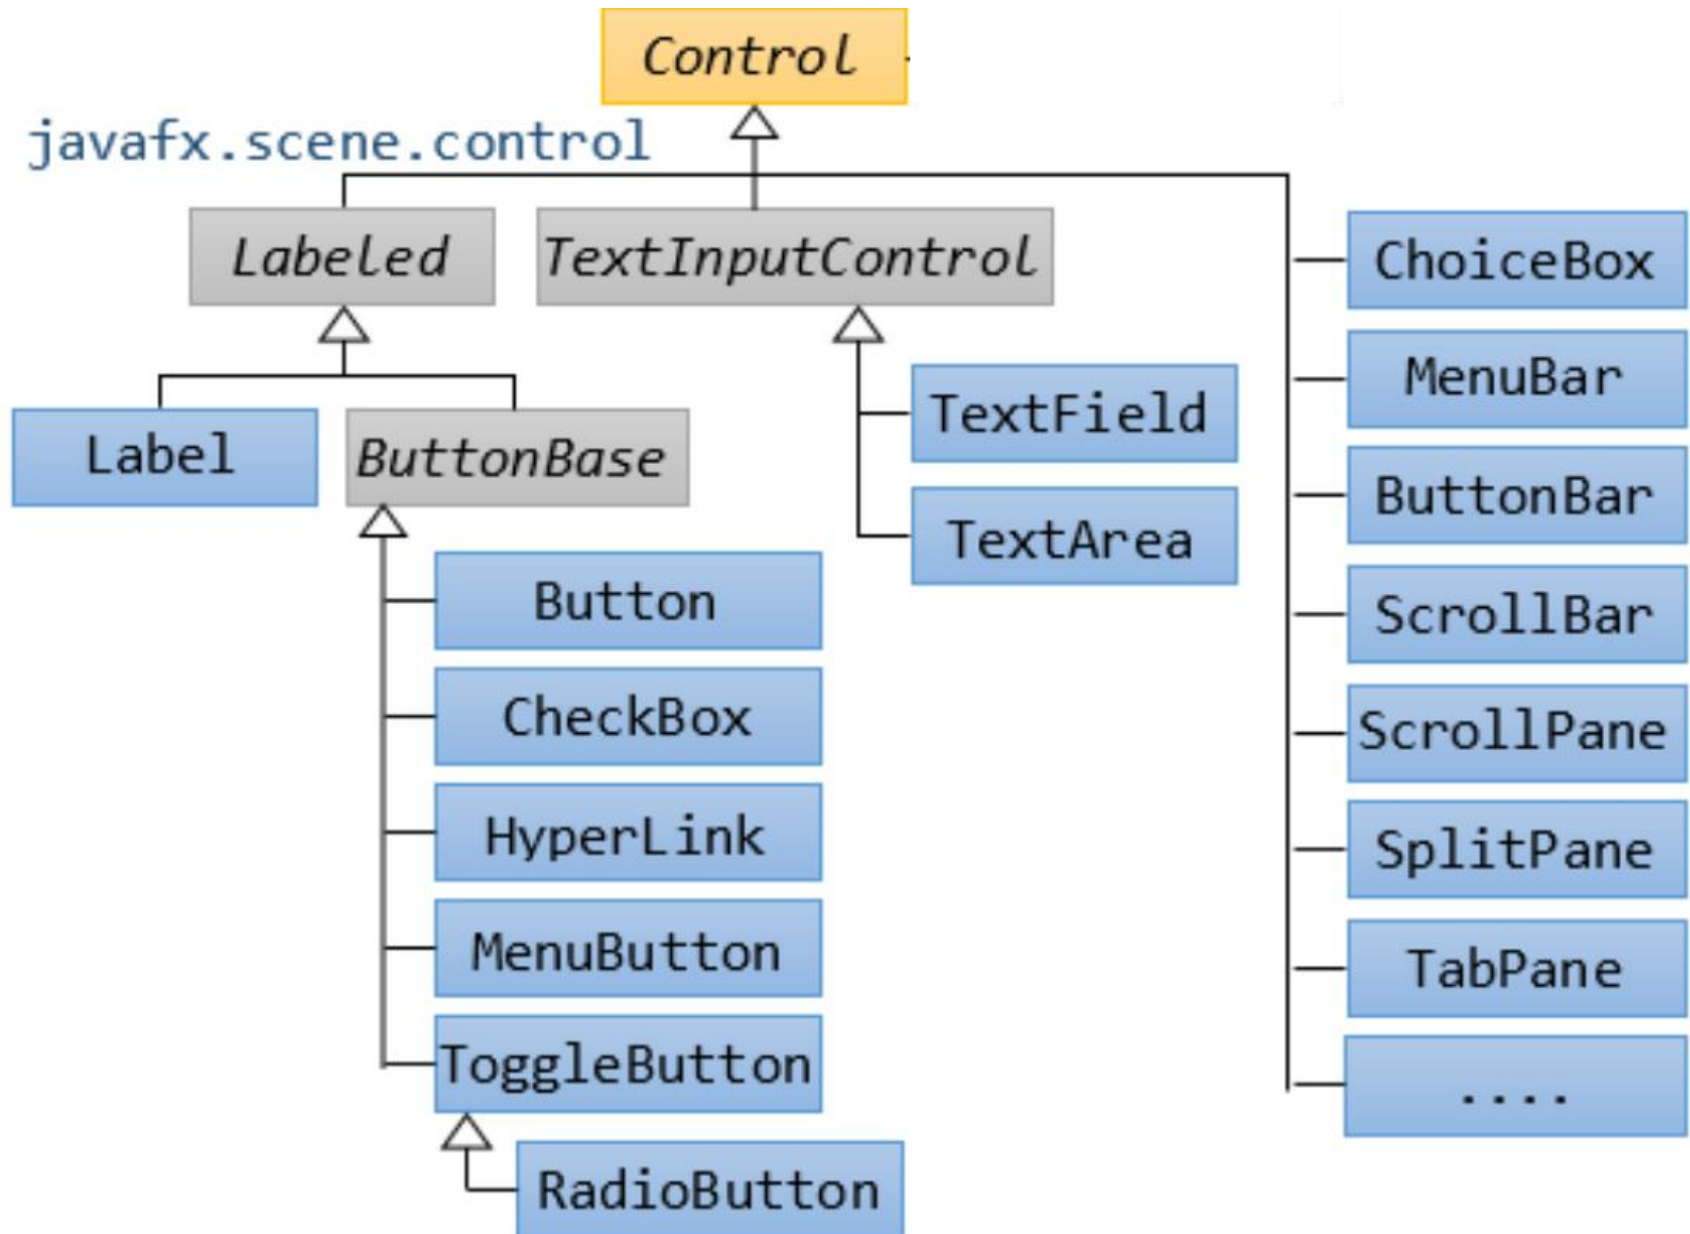 Control
javafx.scene.control
Labeled
TextInputControl
ChoiceBox
MenuBar
TextField
Label
ButtonBase
ButtonBar
TextArea
Button
ScrollBar
CheckBox
ScrollPane
HyperLink
SplitPane
MenuButton
TabPane
ToggleButton
....
RadioButton